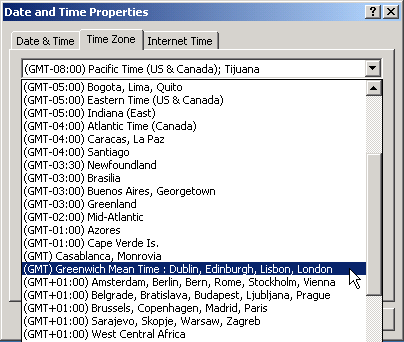 Date and Time Properties
Date & Time
Time Zone
Internet Time
(GMT-08:00) Pacific Time (US & Canada); Tijuana
(GMT-05:00) Bogota, Lima, Quito
(GMT-05:00) Eastern Time (US & Canada)
(GMT-05:00) Indiana (East)
(GMT-04:00) Atlantic Time (Canada)
(GMT-04:00) Caracas, La Paz
(GMT-04:00) Santiago
(GMT-03:30) Newfoundland
(GMT-03:00) Brasilia
(GMT-03:00) Buenos Aires, Georgetown
(GMT-03:00) Greenland
(GMT-02:00) Mid-Atlantic
(GMT-01:00) Azores
(GMT-01:00) Cape Verde Is.
(GMT) Casablanca, Monrovia
(GMT) Greenwich Mean Time : Dublin, Edinburgh, Lisbon, London
(GMT+01:00) Amsterdam, Berlin, Bern, Rome, Stockholm, Vienna
(GMT+01:00) Belgrade, Bratislava, Budapest, Ljubljana, Prague
(GMT+01:00) Brussels, Copenhagen, Madrid, Paris
(GMT+01:00) Sarajevo, Skopje, Warsaw, Zagreb
(GMT+01:00) West Central Africa